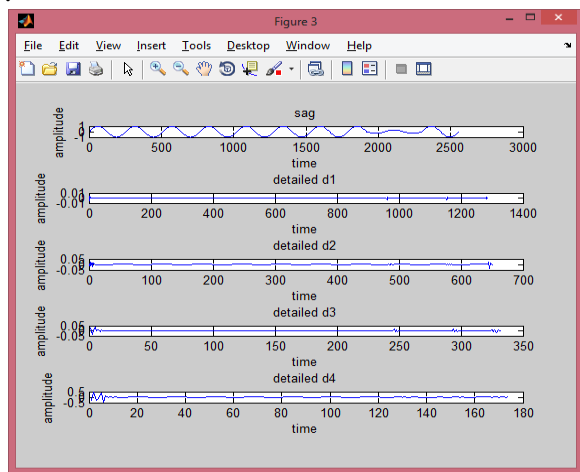 Figure 3
File Edit View Insert Tools Desktop Window Help
sag
amplitude
1
-1
0 500 1000 1500 2000 2500 3000
time
detailed d1
amplitude
0.01
-0.01
0 200 400 600 800 1000 1200 1400
time
detailed d2
amplitude
0.05
-0.05
0 100 200 300 400 500 600 700
time
detailed d3
amplitude
0.05
-0.05
0 50 100 150 200 250 300 350
time
detailed d4
amplitude
0.5
-0.5
0 20 40 60 80 100 120 140 160 180
time